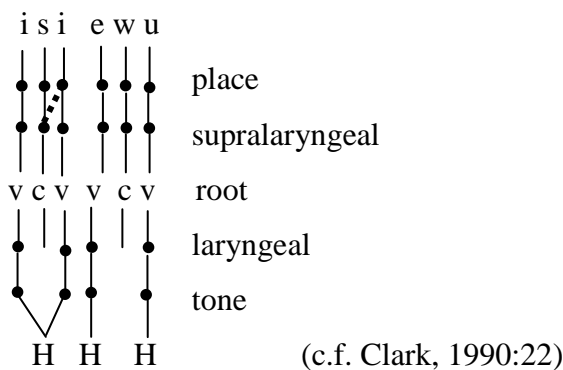 i s i e w u
place
supralaryngeal
v c v v c v root
laryngeal
tone
H H H (c.f. Clark, 1990:22)